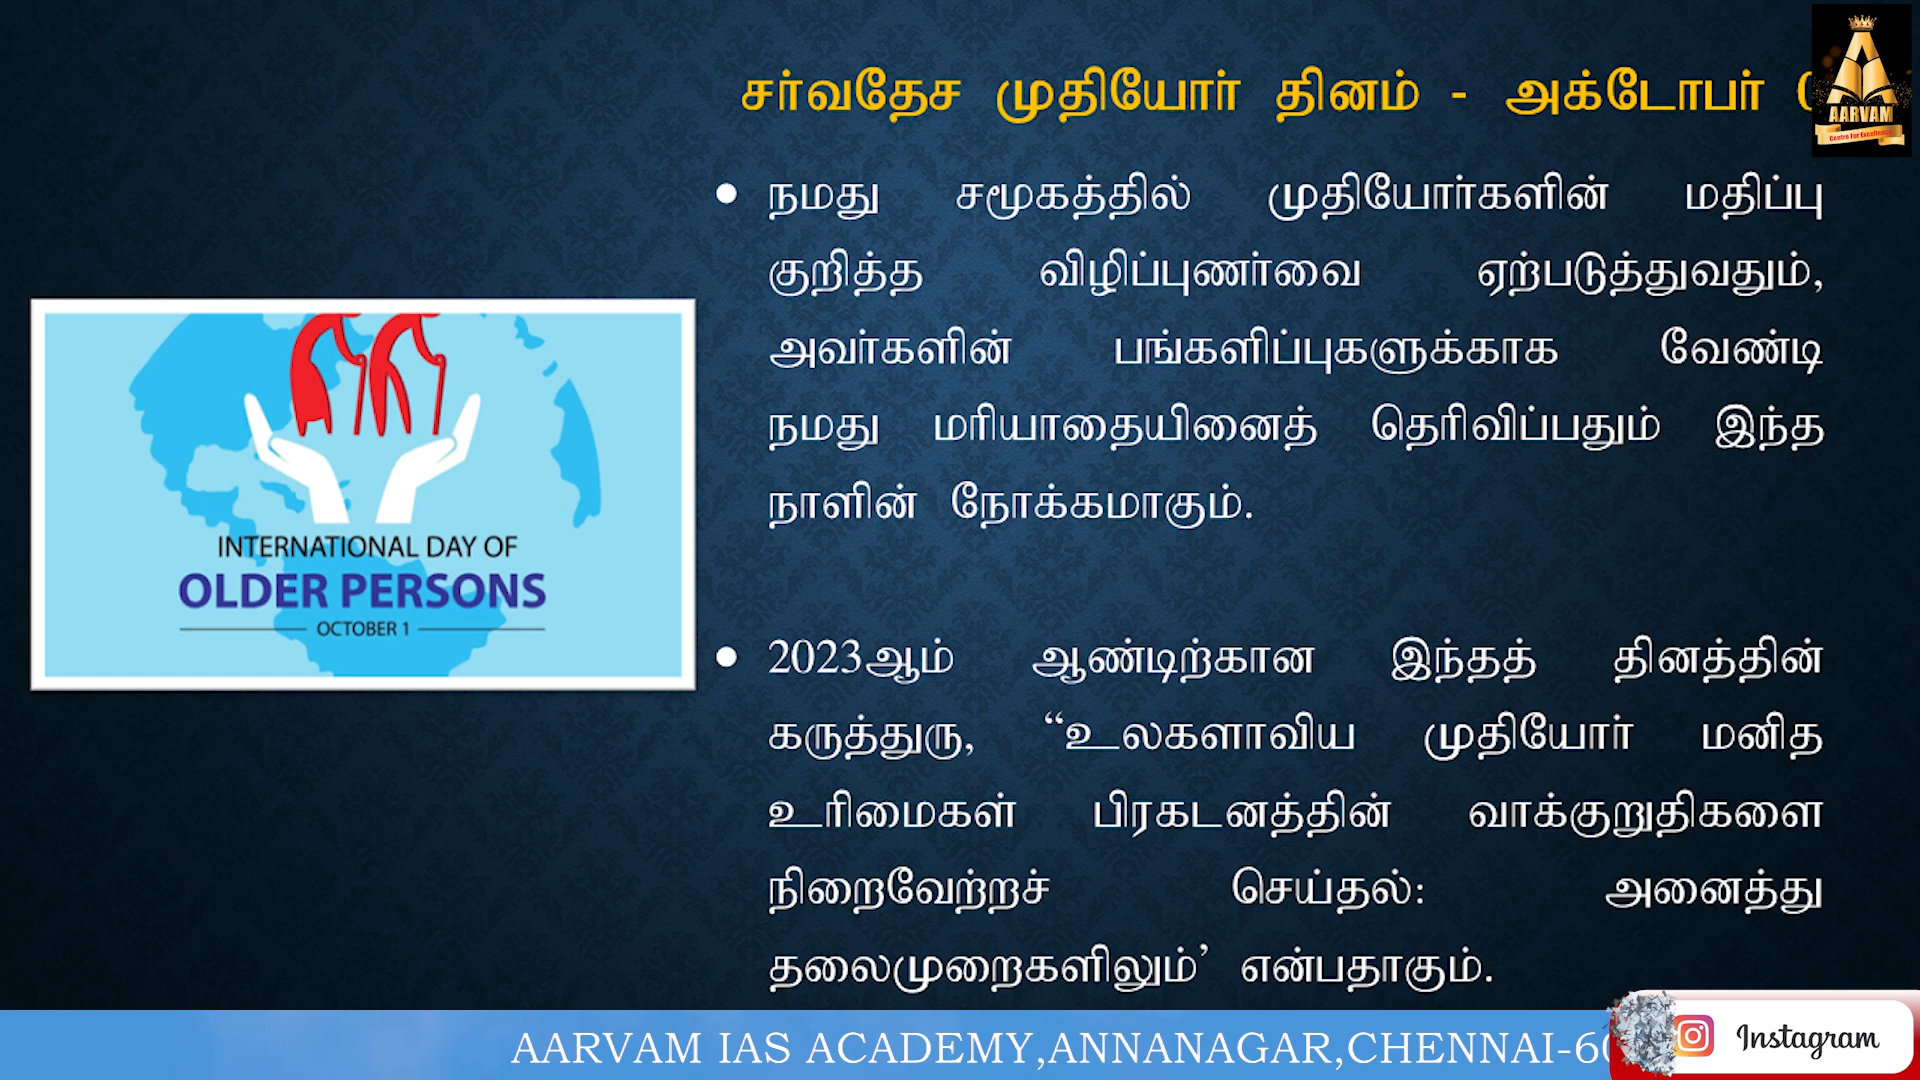 சர்வதேச முதியோர் தினம் - அக்டோபர்
நமது சமூகத்தில் முதியோர்களின் மதிப்பு
குறித்த விழிப்புணர்வை ஏற்படுத்துவதும்,
அவர்களின் பங்களிப்புகளுக்காக வேண்டி
நமது மரியாதையினைத் தெரிவிப்பதும் இந்த
நாளின் நோக்கமாகும்.
2023ஆம் ஆண்டிற்கான இந்தத் தினத்தின்
கருத்துரு, “உலகளாவிய முதியோர் மனித
உரிமைகள் பிரகடனத்தின் வாக்குறுதிகளை
நிறைவேற்றச் செய்தல்: அனைத்து
தலைமுறைகளிலும்’ என்பதாகும்.
INTERNATIONAL DAY OF
OLDER PERSONS
OCTOBER 1
AARVAM
Centre For Excellence
AARVAM IAS ACADEMY,ANNANAGAR,CHENNAI-
Instagram